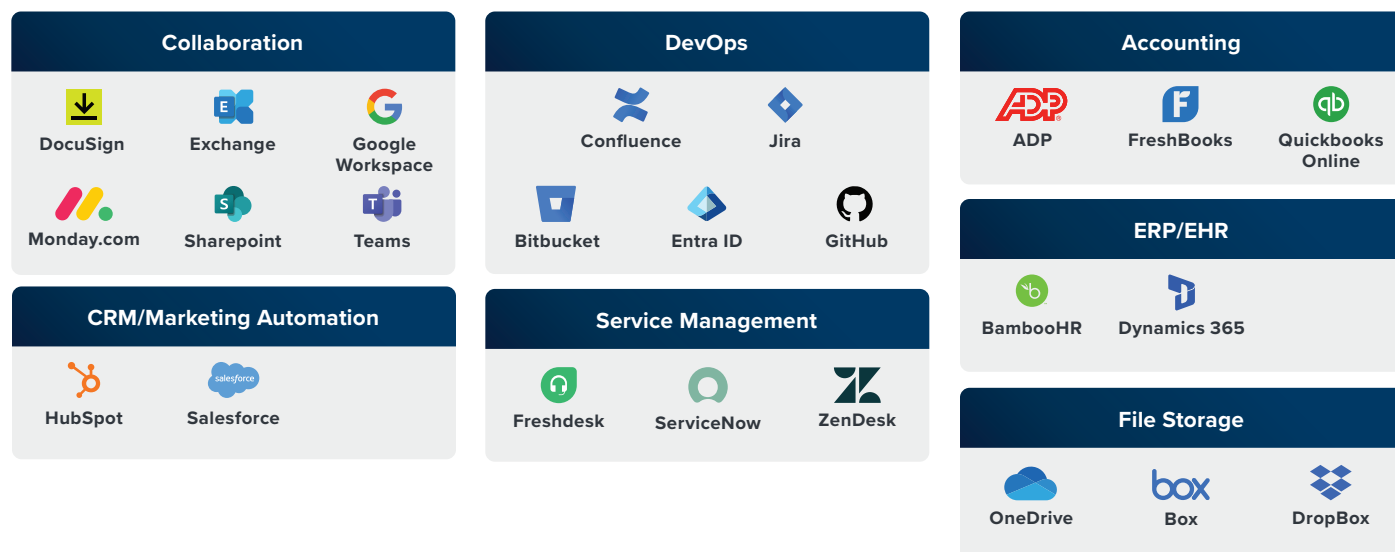 Collaboration
DocuSign
Exchange
Google
Workspace
Monday.com
S
Sharepoint
T
Teams
E
CRM/Marketing Automation
HubSpot
salesforce
Salesforce
DevOps
Confluence
Jira
Bitbucket
Entra ID
GitHub
Service Management
Freshdesk
ServiceNow
ZenDesk
Accounting
ADP
ADP
F
FreshBooks
qb
Quickbooks
Online
ERP/EHR
b
BambooHR
Dynamics 365
File Storage
OneDrive
box
Box
DropBox